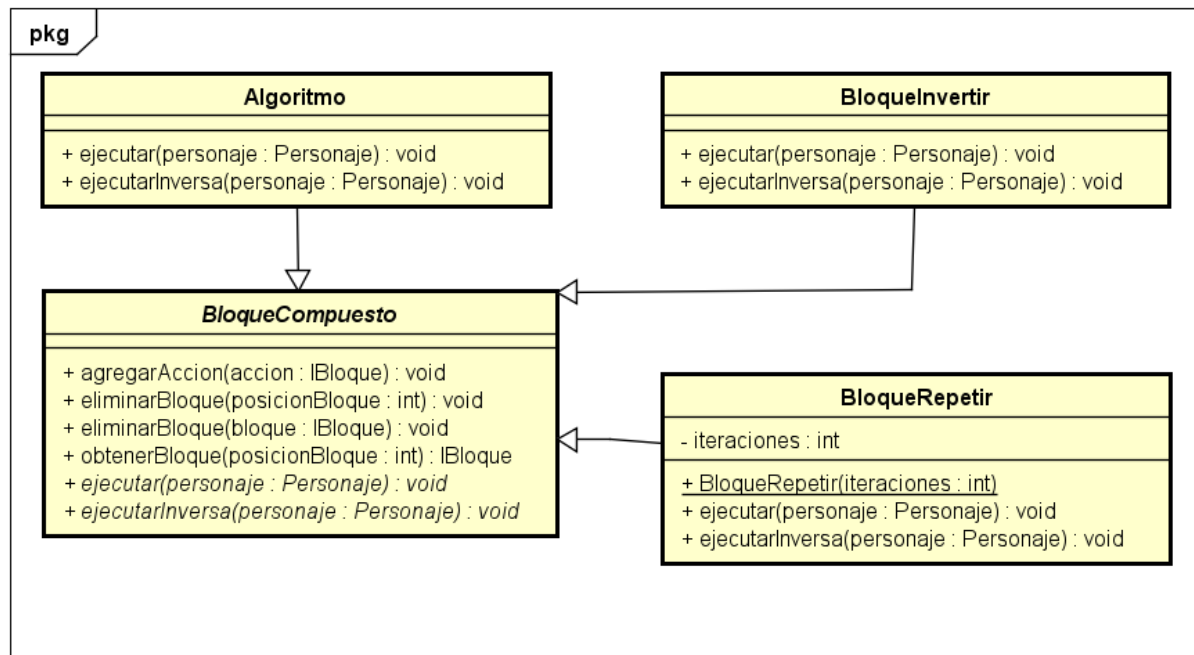 pkg
Algoritmo
+ ejecutar(personaje : Personaje) : void
+ ejecutarInversa(personaje : Personaje) : void
BloqueInvertir
+ ejecutar(personaje : Personaje) : void
+ ejecutarInversa(personaje : Personaje) : void
BloqueCompuesto
+ agregarAccion(accion : IBloque) : void
+ eliminarBloque(posicionBloque : int) : void
+ eliminarBloque(bloque : IBloque) : void
+ obtenerBloque(posicionBloque : int) : IBloque
+ ejecutar(personaje : Personaje) : void
+ ejecutarInversa(personaje : Personaje) : void
BloqueRepetir
- iteraciones : int
+ BloqueRepetir(iteraciones : int)
+ ejecutar(personaje : Personaje) : void
+ ejecutarInversa(personaje : Personaje) : void